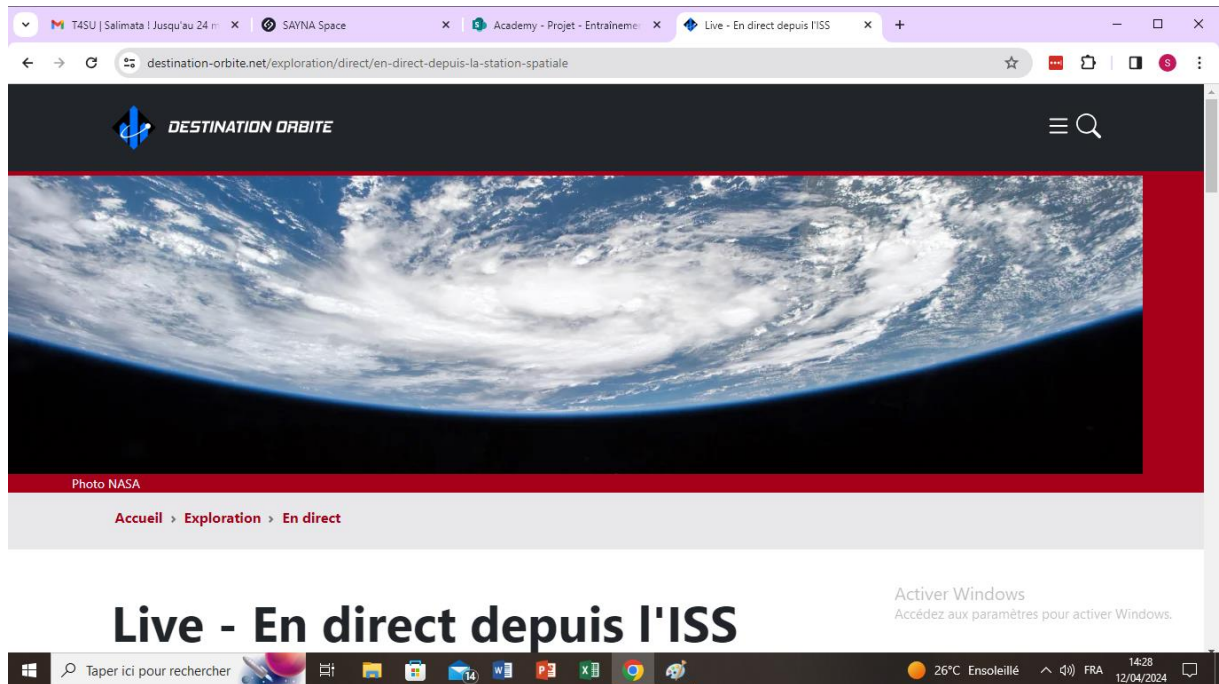 T4SU | Salimata ! Jusqu'au 24 m
SAYNA Space
Academy - Projet - Entraîneme
Live - En direct depuis l'ISS
destination-orbite.net/exploration/direct/en-direct-depuis-la-station-spatiale
S
DESTINATION ORBITE
Photo NASA
Accueil › Exploration › En direct
Live - En direct depuis l'ISS
Activer Windows
Accédez aux paramètres pour activer Windows.
Taper ici pour rechercher
14
26°C Ensoleillé
FRA
14:28
12/04/2024